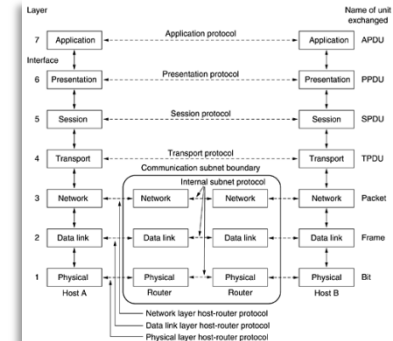 Layer
Name of unit exchanged
7 Application Application protocol Application APDU
Interface
6 Presentation Presentation protocol Presentation PPDU
5 Session Session protocol Session SPDU
4 Transport Transport protocol Transport TPDU
Communication subnet boundary
Internal subnet protocol
3 Network Network Network Network Packet
2 Data link Data link Data link Data link Frame
1 Physical Physical Physical Physical Bit
Host A Router Router Host B
Network layer host-router protocol
Data link layer host-router protocol
Physical layer host-router protocol